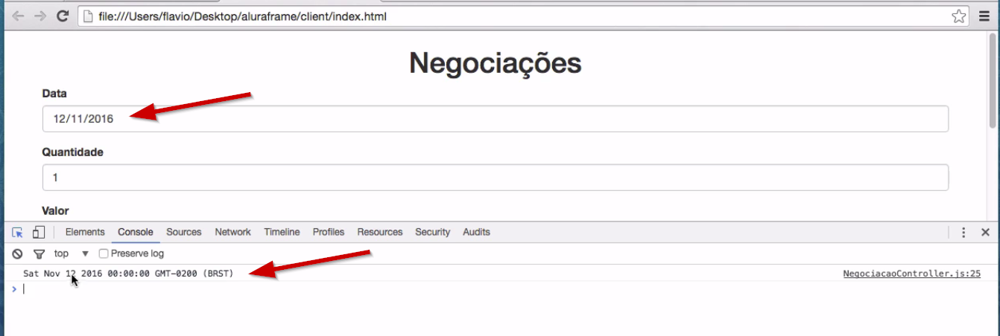 file:///Users/flavio/Desktop/aluraframe/client/index.html
Negociações
Data
12/11/2016
Quantidade
1
Valor
Elements Console Sources Network Timeline Profiles Resources Security Audits
top Preserve log
Sat Nov 12 2016 00:00:00 GMT-0200 (BRST) NegociacaoController.js:25